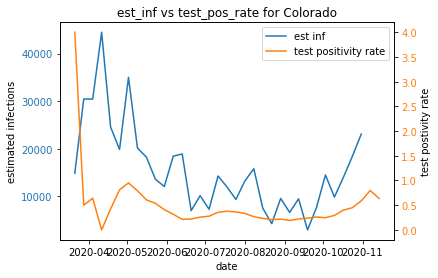 est_inf vs test_pos_rate for Colorado
est inf
test positivity rate
estimated infections
40000
30000
20000
10000
4.0
3.5
3.0
2.5
2.0
1.5
1.0
0.5
0.0
test postivity rate
2020-04 2020-05 2020-06 2020-07 2020-08 2020-09 2020-10 2020-11
date